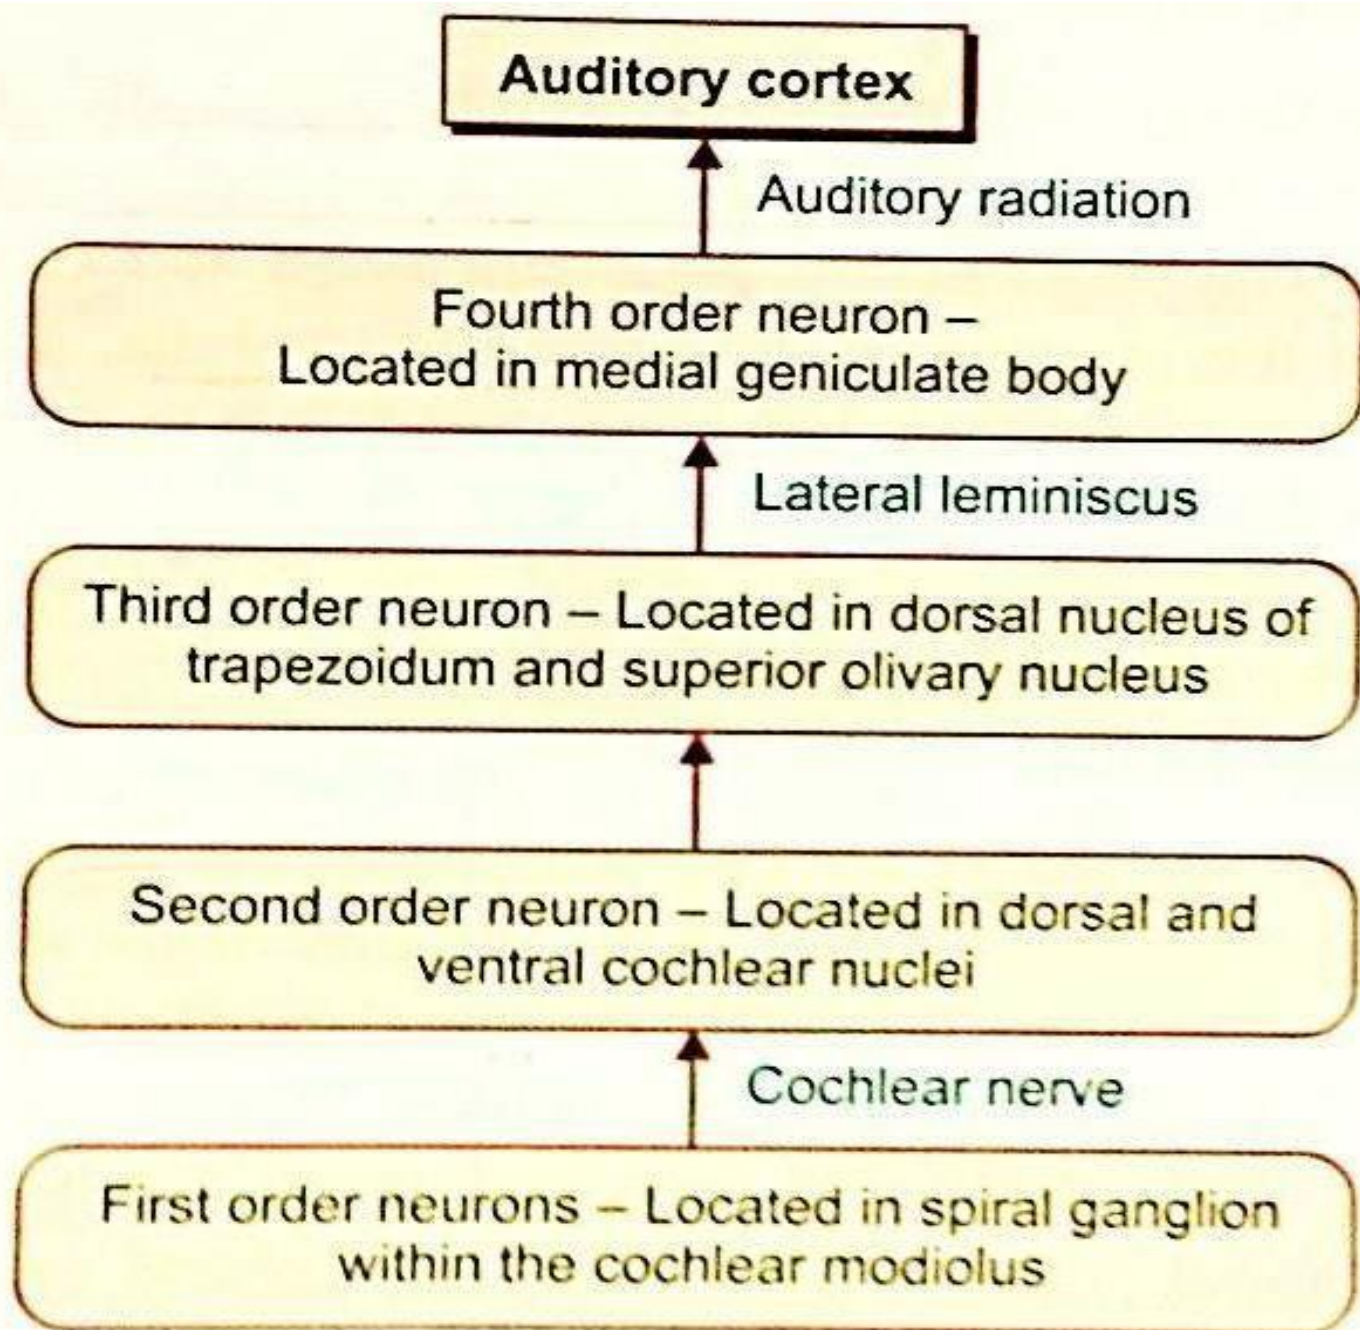 Auditory cortex
Auditory radiation
Fourth order neuron –
Located in medial geniculate body
Lateral leminiscus
Third order neuron – Located in dorsal nucleus of
trapezoidum and superior olivary nucleus
Second order neuron – Located in dorsal and
ventral cochlear nuclei
Cochlear nerve
First order neurons – Located in spiral ganglion
within the cochlear modiolus